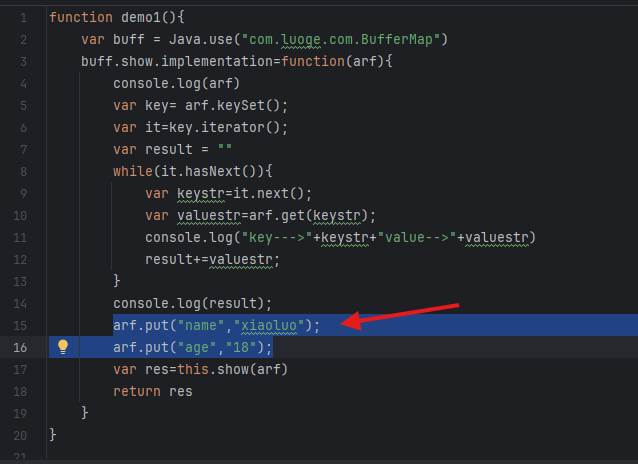 1 function demo1(){
2 var buff = Java.use("com.luoge.com.BufferMap")
3 buff.show.implementation=function(arf){
4 console.log(arf)
5 var key= arf.keySet();
6 var it=key.iterator();
7 var result = ""
8 while(it.hasNext()){
9 var keystr=it.next();
10 var valuestr=arf.get(keystr);
11 console.log("key--->"+keystr+"value-->"+valuestr)
12 result+=valuestr;
13 }
14 console.log(result);
15 arf.put("name","xiaoluo");
16 arf.put("age","18");
17 var res=this.show(arf)
18 return res
19 }
20 }
21